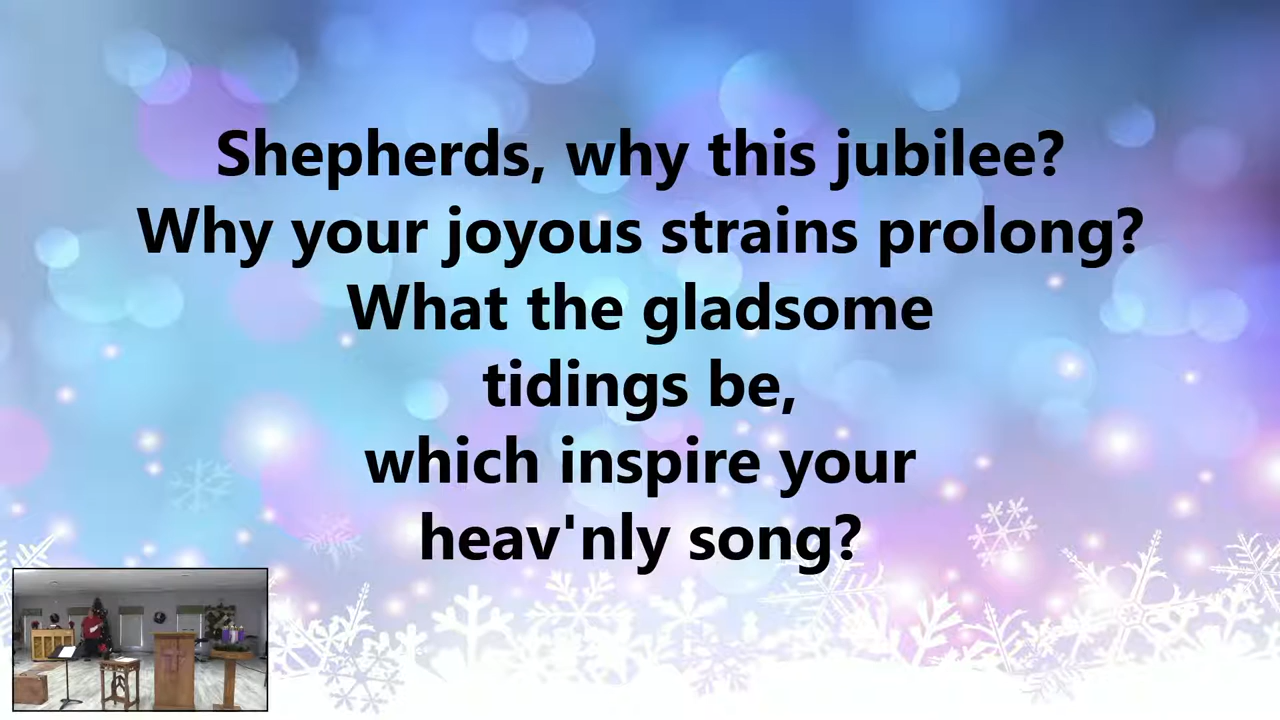 Shepherds, why this jubilee?
Why your joyous strains prolong?
What the gladsome
tidings be,
which inspire your
heav'nly song?